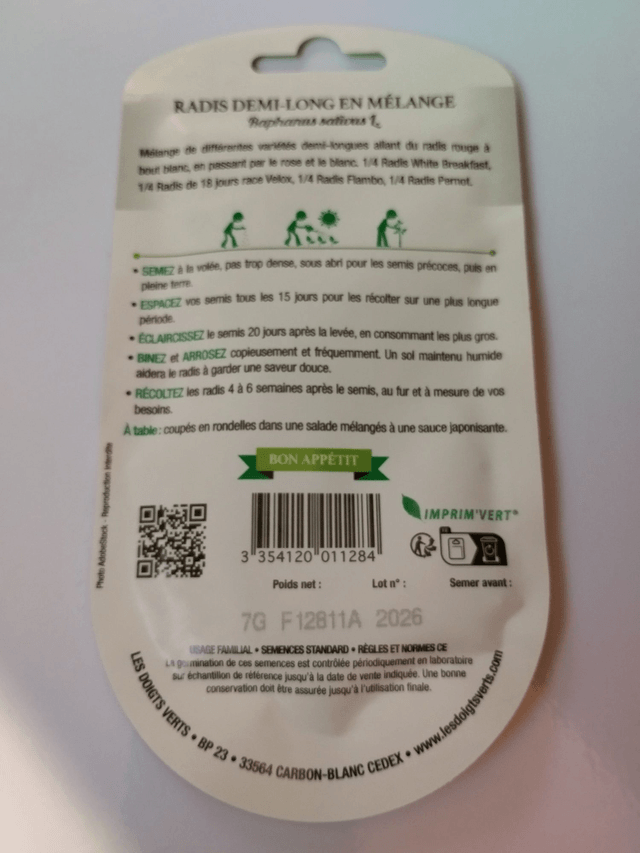 RADIS DEMI-LONG EN MÉLANGE
Raphanus sativus L.
Mélange de différentes variétés demi-longues allant du radis rouge à
bout blanc, en passant par le rose et le blanc. 1/4 Radis White Breakfast,
1/4 Radis de 18 jours race Velox, 1/4 Radis Flambo, 1/4 Radis Pernot.
• SEMEZ à la volée, pas trop dense, sous abri pour les semis précoces, puis en
pleine terre.
• ESPACEZ vos semis tous les 15 jours pour les récolter sur une plus longue
période.
• ÉCLAIRCISSEZ le semis 20 jours après la levée, en consommant les plus gros.
• BINEZ et ARROSEZ copieusement et fréquemment. Un sol maintenu humide
aidera le radis à garder une saveur douce.
• RÉCOLTEZ les radis 4 à 6 semaines après le semis, au fur et à mesure de vos
besoins.
À table : coupés en rondelles dans une salade mélangés à une sauce japonisante.
BON APPÉTIT
Photo AdobeStock - Reproduction interdite
IMPRIM'VERT®
3 354120 011284
Poids net : Lot n° : Semer avant :
7G F12811A 2026
USAGE FAMILIAL • SEMENCES STANDARD • RÈGLES ET NORMES CE
La germination de ces semences est contrôlée périodiquement en laboratoire
sur échantillon de référence jusqu'à la date de vente indiquée. Une bonne
conservation doit être assurée jusqu'à l'utilisation finale.
LES DOIGTS VERTS • BP 23 • 33564 CARBON-BLANC CEDEX • www.lesdoigtsverts.com